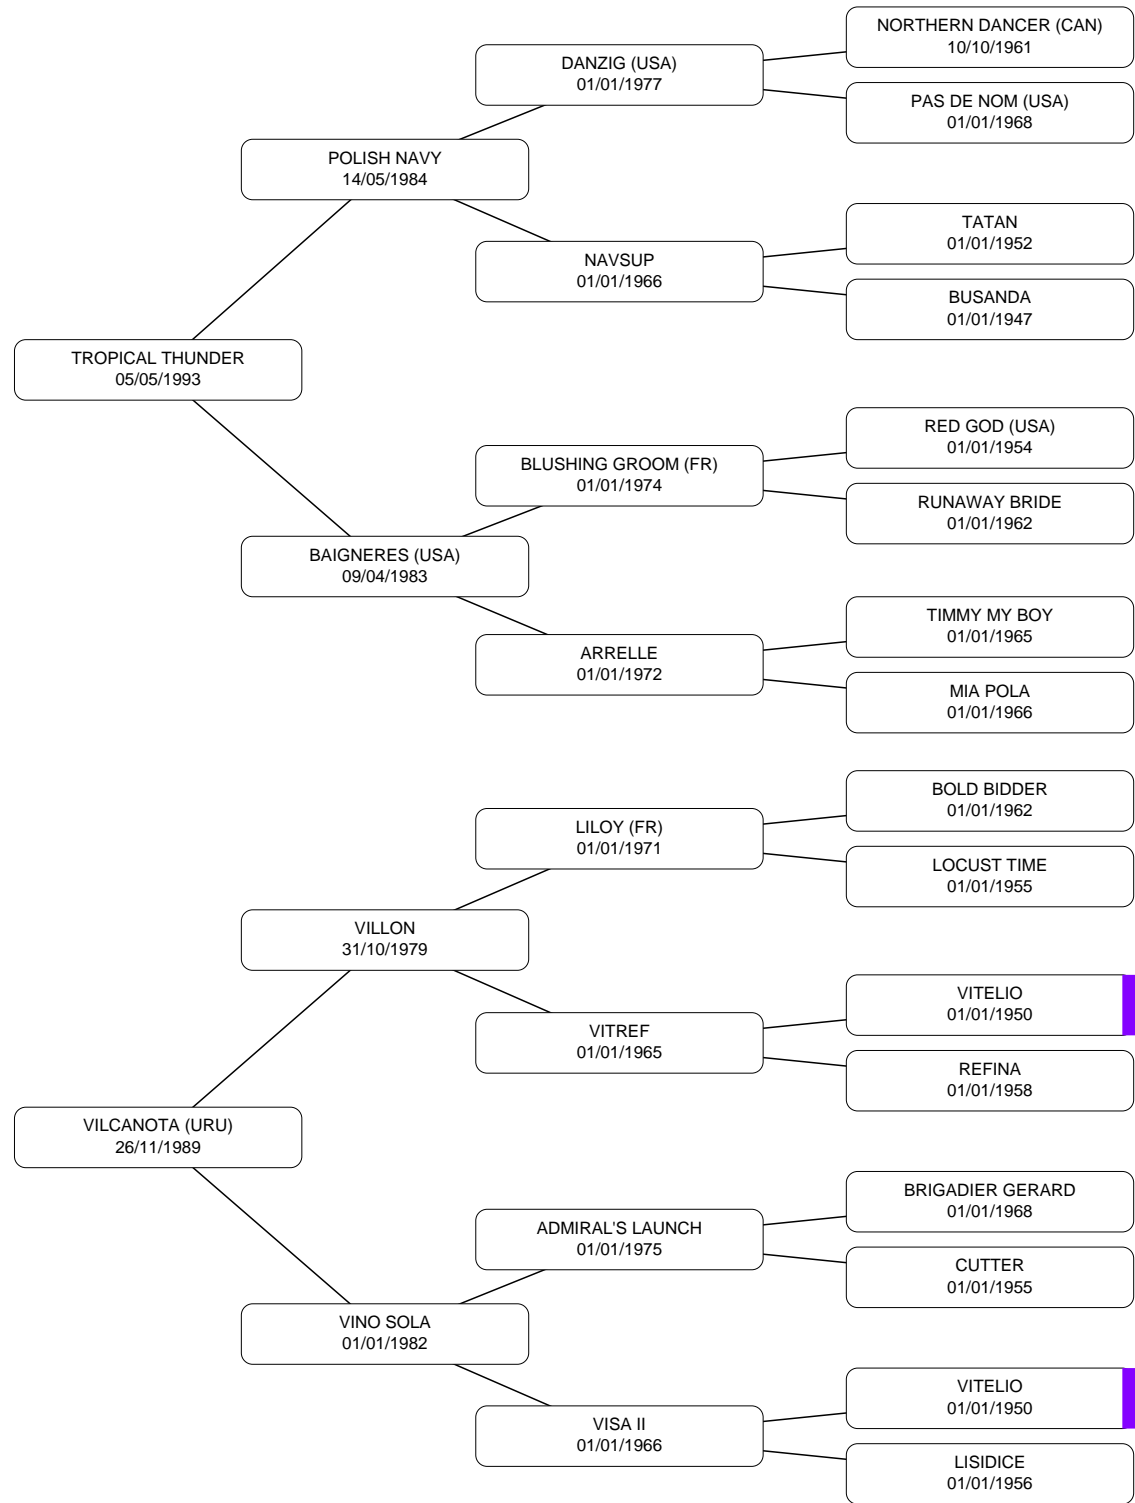 NORTHERN DANCER (CAN)
10/10/1961
DANZIG (USA)
01/01/1977
PAS DE NOM (USA)
01/01/1968
POLISH NAVY
14/05/1984
TATAN
01/01/1952
NAVSUP
01/01/1966
BUSANDA
01/01/1947
TROPICAL THUNDER
05/05/1993
RED GOD (USA)
01/01/1954
BLUSHING GROOM (FR)
01/01/1974
RUNAWAY BRIDE
01/01/1962
BAIGNERES (USA)
09/04/1983
TIMMY MY BOY
01/01/1965
ARRELLE
01/01/1972
MIA POLA
01/01/1966
BOLD BIDDER
01/01/1962
LILOY (FR)
01/01/1971
LOCUST TIME
01/01/1955
VILLON
31/10/1979
VITELIO
01/01/1950
VITREF
01/01/1965
REFINA
01/01/1958
VILCANOTA (URU)
26/11/1989
BRIGADIER GERARD
01/01/1968
ADMIRAL'S LAUNCH
01/01/1975
CUTTER
01/01/1955
VINO SOLA
01/01/1982
VITELIO
01/01/1950
VISA II
01/01/1966
LISIDICE
01/01/1956